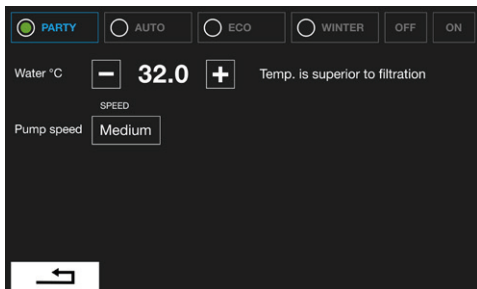 PARTY AUTO ECO WINTER OFF ON
Water °C − 32.0 + Temp. is superior to filtration
SPEED
Pump speed Medium